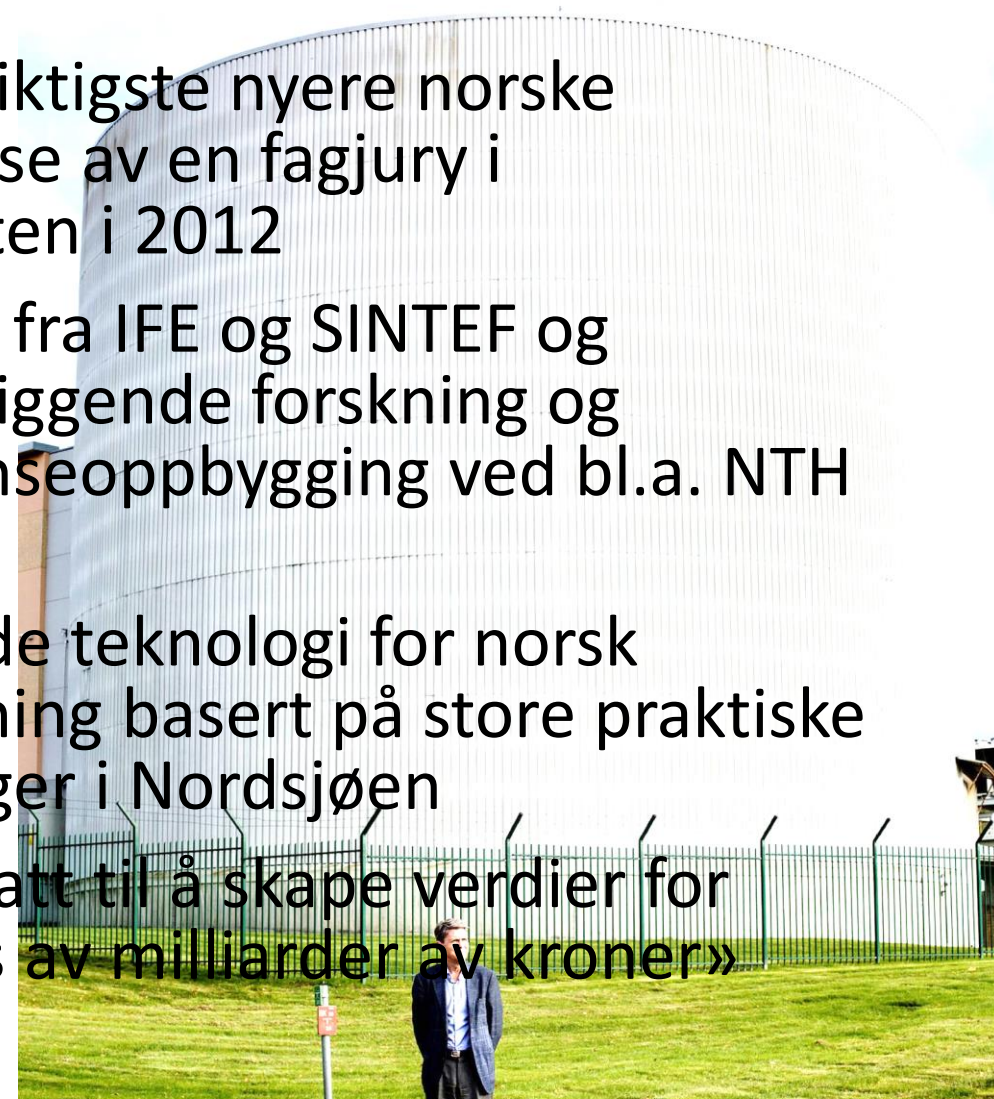 iktigste nyere norske
se av en fagjury i
ten i 2012
fra IFE og SINTEF og
iggende forskning og
nseoppbygging ved bl.a. NTH
de teknologi for norsk
ning basert på store praktiske
ger i Nordsjøen
att til å skape verdier for
s av milliarder av kroner»